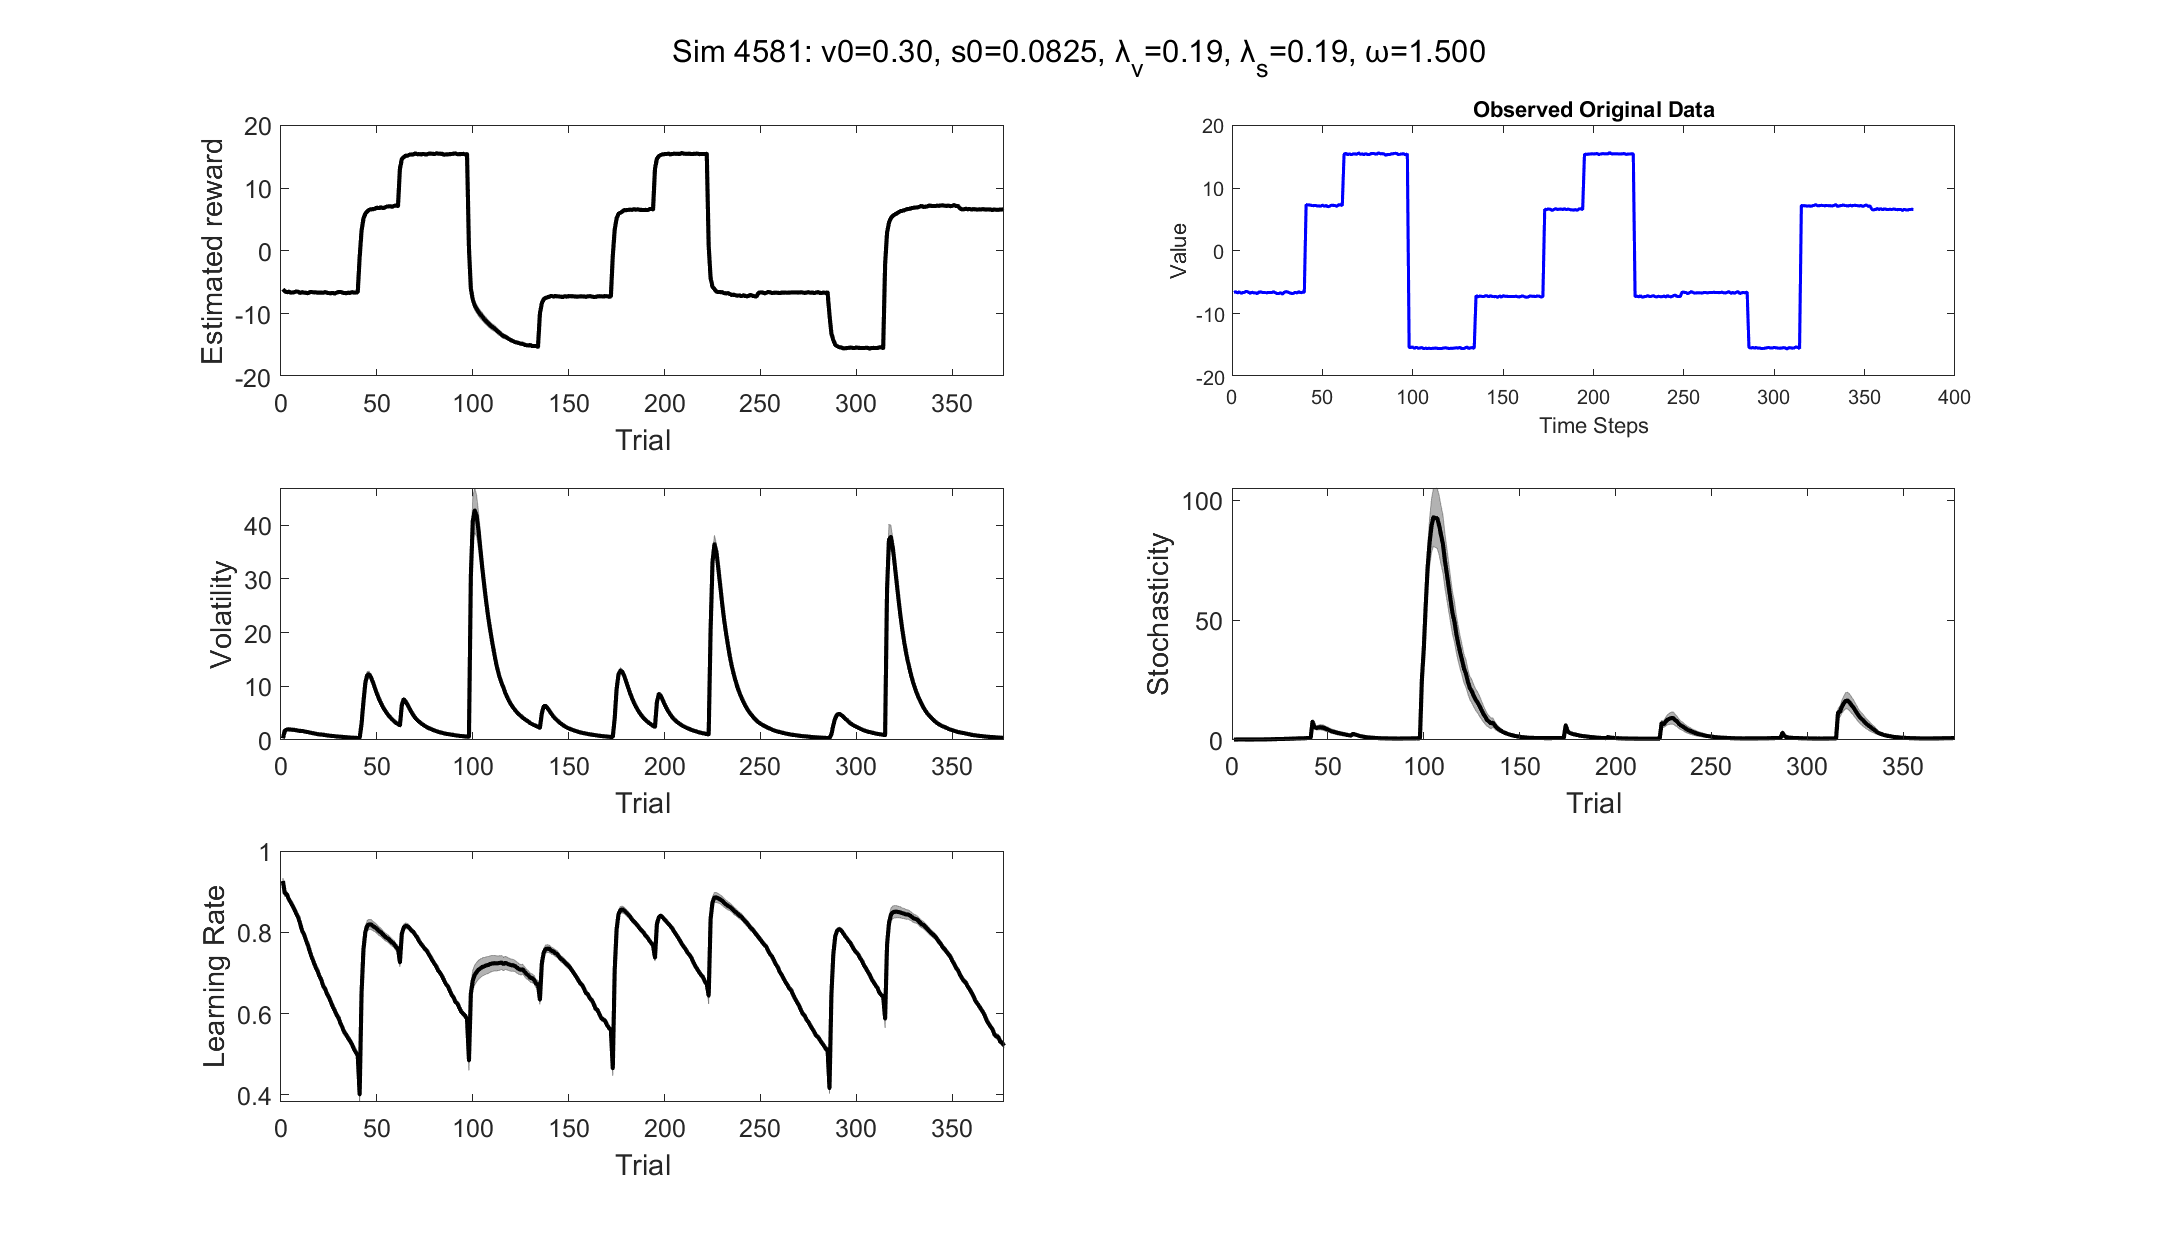 Sim 4581: v0=0.30, s0=0.0825, λ_v=0.19, λ_s=0.19, ω=1.500
Estimated reward
20
10
0
-10
-20
0 50 100 150 200 250 300 350
Trial
Observed Original Data
Value
20
10
0
-10
-20
0 50 100 150 200 250 300 350 400
Time Steps
Volatility
40
30
20
10
0
0 50 100 150 200 250 300 350
Trial
Stochasticity
100
50
0
0 50 100 150 200 250 300 350
Trial
Learning Rate
1
0.8
0.6
0.4
0 50 100 150 200 250 300 350
Trial